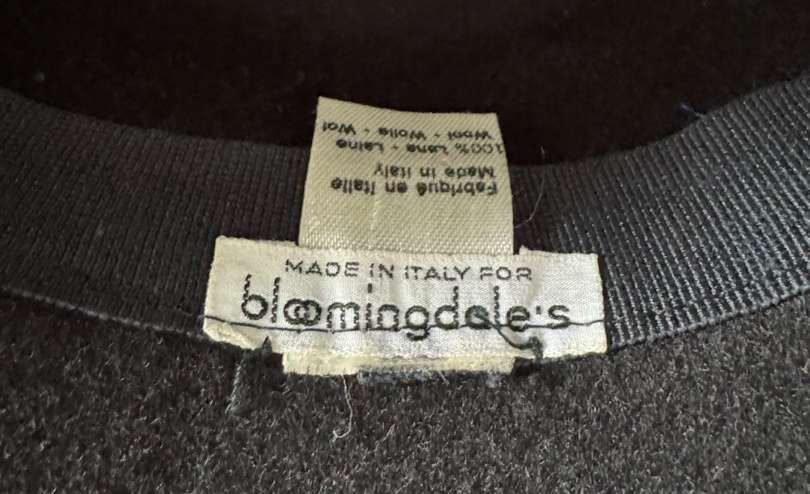 Fabriqué en Italie
Made in italy
100% Lana - Laine
Wool - Wolle - Wol
MADE IN ITALY FOR
bloomingdale's